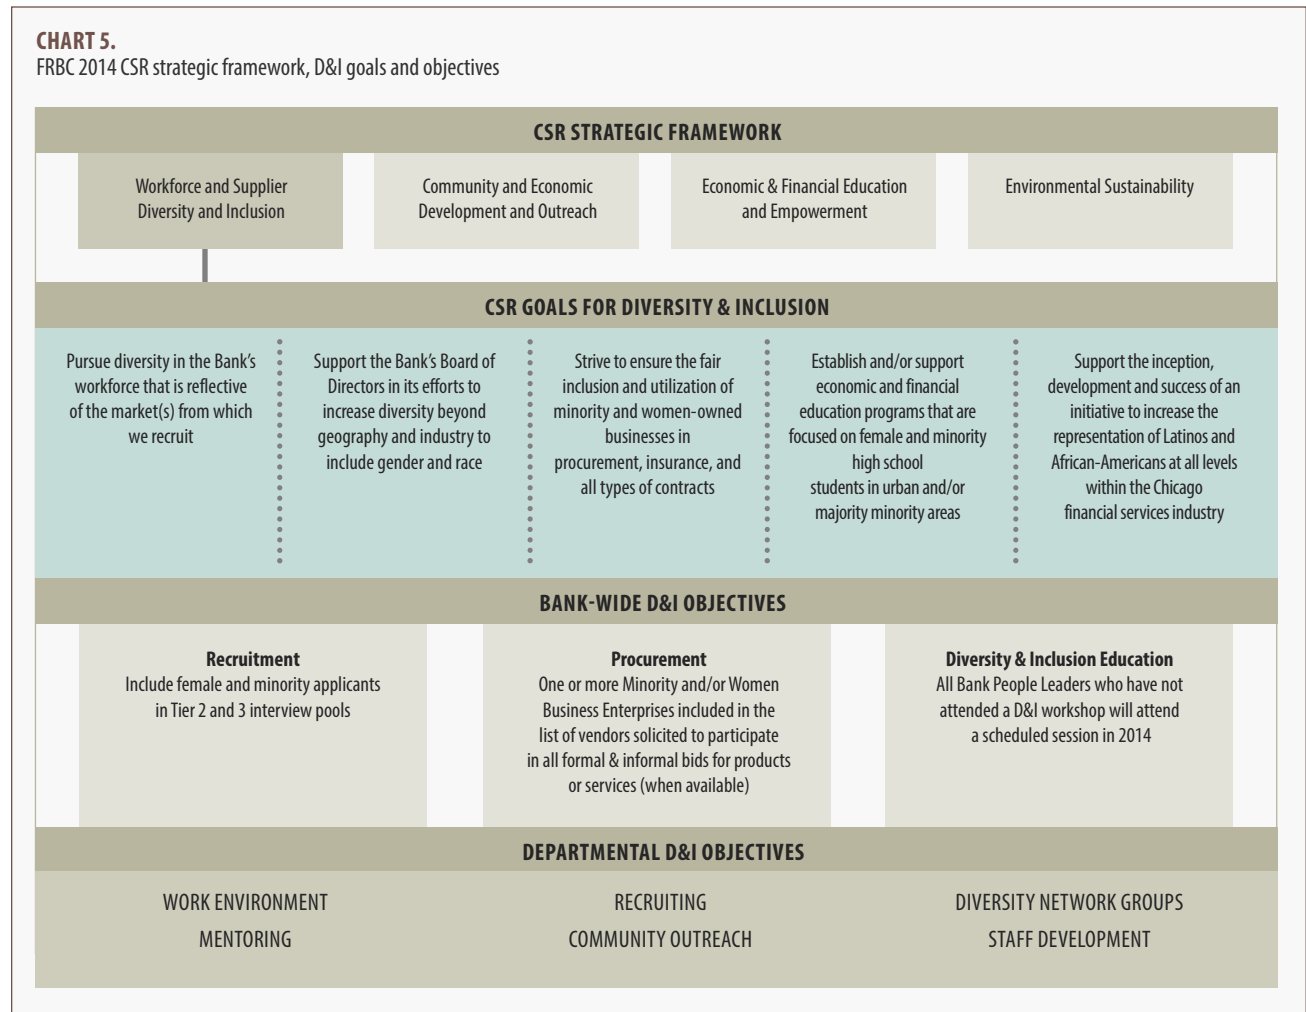 CHART 5.
FRBC 2014 CSR strategic framework, D&I goals and objectives
CSR STRATEGIC FRAMEWORK
Workforce and Supplier
Diversity and Inclusion
Community and Economic
Development and Outreach
Economic & Financial Education
and Empowerment
Environmental Sustainability
CSR GOALS FOR DIVERSITY & INCLUSION
Pursue diversity in the Bank's
workforce that is reflective
of the market(s) from which
we recruit
Support the Bank's Board of
Directors in its efforts to
increase diversity beyond
geography and industry to
include gender and race
Strive to ensure the fair
inclusion and utilization of
minority and women-owned
businesses in
procurement, insurance, and
all types of contracts
Establish and/or support
economic and financial
education programs that are
focused on female and minority
high school
students in urban and/or
majority minority areas
Support the inception,
development and success of an
initiative to increase the
representation of Latinos and
African-Americans at all levels
within the Chicago
financial services industry
BANK-WIDE D&I OBJECTIVES
Recruitment
Include female and minority applicants
in Tier 2 and 3 interview pools
Procurement
One or more Minority and/or Women
Business Enterprises included in the
list of vendors solicited to participate
in all formal & informal bids for products
or services (when available)
Diversity & Inclusion Education
All Bank People Leaders who have not
attended a D&I workshop will attend
a scheduled session in 2014
DEPARTMENTAL D&I OBJECTIVES
WORK ENVIRONMENT
MENTORING
RECRUITING
COMMUNITY OUTREACH
DIVERSITY NETWORK GROUPS
STAFF DEVELOPMENT